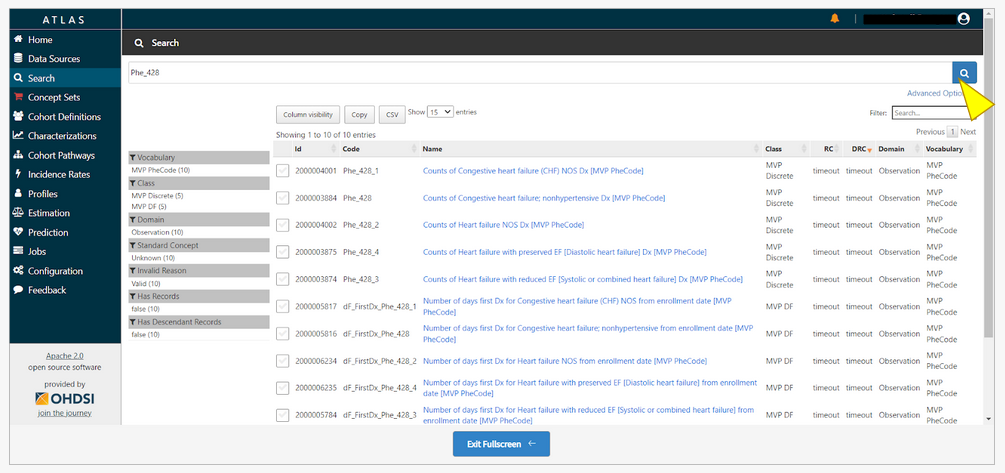 ATLAS
Home
Data Sources
Search
Concept Sets
Cohort Definitions
Characterizations
Cohort Pathways
Incidence Rates
Profiles
Estimation
Prediction
Jobs
Configuration
Feedback
Apache 2.0
open source software
provided by
OHDSI
join the journey
Search
Phe_428
Advanced Optio
Column visibility Copy CSV Show 15 entries
Filter: Search...
Showing 1 to 10 of 10 entries
Previous 1 Next
Vocabulary
MVP PheCode (10)
Class
MVP Discrete (5)
MVP DF (5)
Domain
Observation (10)
Standard Concept
Unknown (10)
Invalid Reason
Valid (10)
Has Records
false (10)
Has Descendant Records
false (10)
Id Code Name Class RC DRC Domain Vocabulary
2000004001 Phe_428_1 Counts of Congestive heart failure (CHF) NOS Dx [MVP PheCode] MVP Discrete timeout timeout Observation MVP PheCode
2000003884 Phe_428 Counts of Congestive heart failure; nonhypertensive Dx [MVP PheCode] MVP Discrete timeout timeout Observation MVP PheCode
2000004002 Phe_428_2 Counts of Heart failure NOS Dx [MVP PheCode] MVP Discrete timeout timeout Observation MVP PheCode
2000003875 Phe_428_4 Counts of Heart failure with preserved EF [Diastolic heart failure] Dx [MVP PheCode] MVP Discrete timeout timeout Observation MVP PheCode
2000003874 Phe_428_3 Counts of Heart failure with reduced EF [Systolic or combined heart failure] Dx [MVP PheCode] MVP Discrete timeout timeout Observation MVP PheCode
2000005817 dF_FirstDx_Phe_428_1 Number of days first Dx for Congestive heart failure (CHF) NOS from enrollment date [MVP PheCode] MVP DF timeout timeout Observation MVP PheCode
2000005816 dF_FirstDx_Phe_428 Number of days first Dx for Congestive heart failure; nonhypertensive from enrollment date [MVP PheCode] MVP DF timeout timeout Observation MVP PheCode
2000006234 dF_FirstDx_Phe_428_2 Number of days first Dx for Heart failure NOS from enrollment date [MVP PheCode] MVP DF timeout timeout Observation MVP PheCode
2000006235 dF_FirstDx_Phe_428_4 Number of days first Dx for Heart failure with preserved EF [Diastolic heart failure] from enrollment date [MVP PheCode] MVP DF timeout timeout Observation MVP PheCode
2000005784 dF_FirstDx_Phe_428_3 Number of days first Dx for Heart failure with reduced EF [Systolic or combined heart failure] from enrollment date [MVP PheCode] MVP DF timeout timeout Observation MVP PheCode
Exit Fullscreen